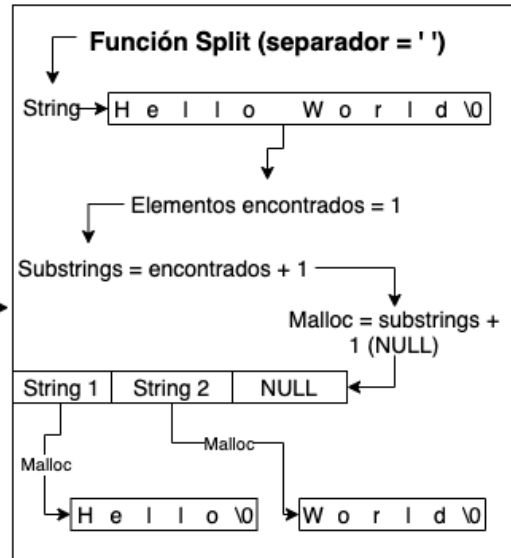 Función Split (separador = ' ')
String
H e l l o   W o r l d \0
Elementos encontrados = 1
Substrings = encontrados + 1
Malloc = substrings +
1 (NULL)
String 1 String 2 NULL
Malloc
Malloc
H e l l o \0
W o r l d \0